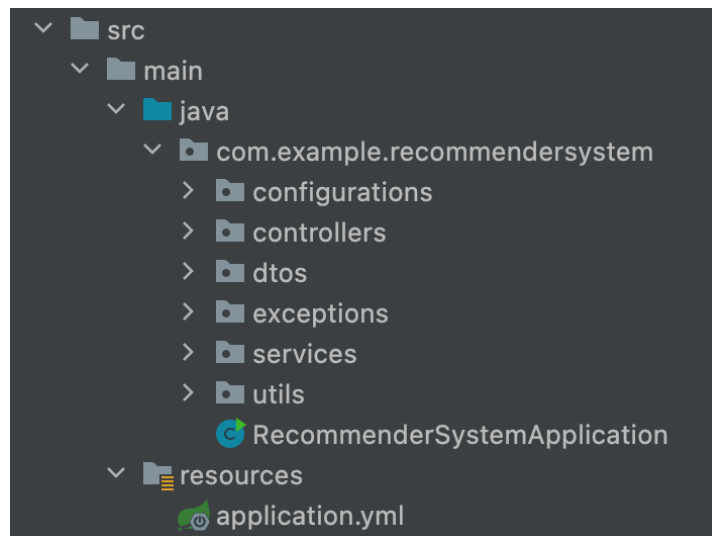 src
main
java
com.example.recommendersystem
configurations
controllers
dtos
exceptions
services
utils
RecommenderSystemApplication
resources
application.yml